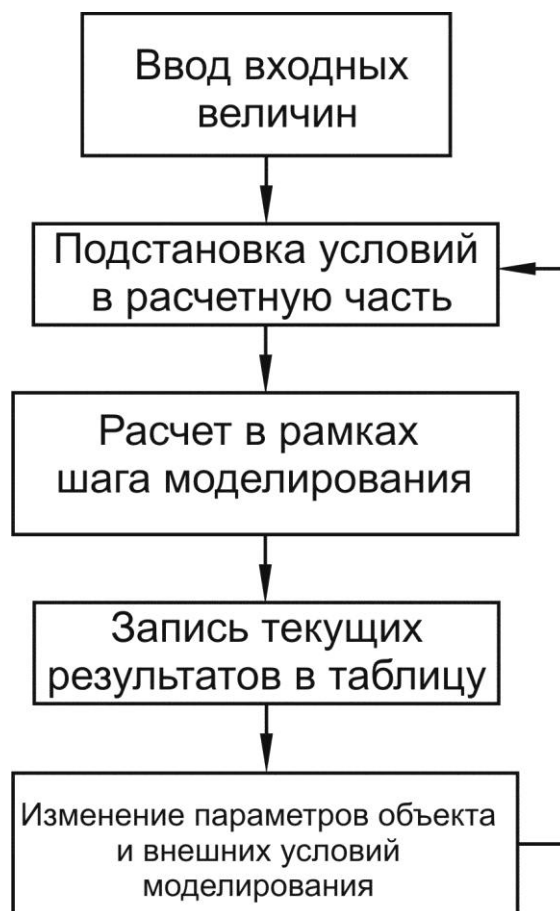 Ввод входных
величин
Подстановка условий
в расчетную часть
Расчет в рамках
шага моделирования
Запись текущих
результатов в таблицу
Изменение параметров объекта
и внешних условий
моделирования